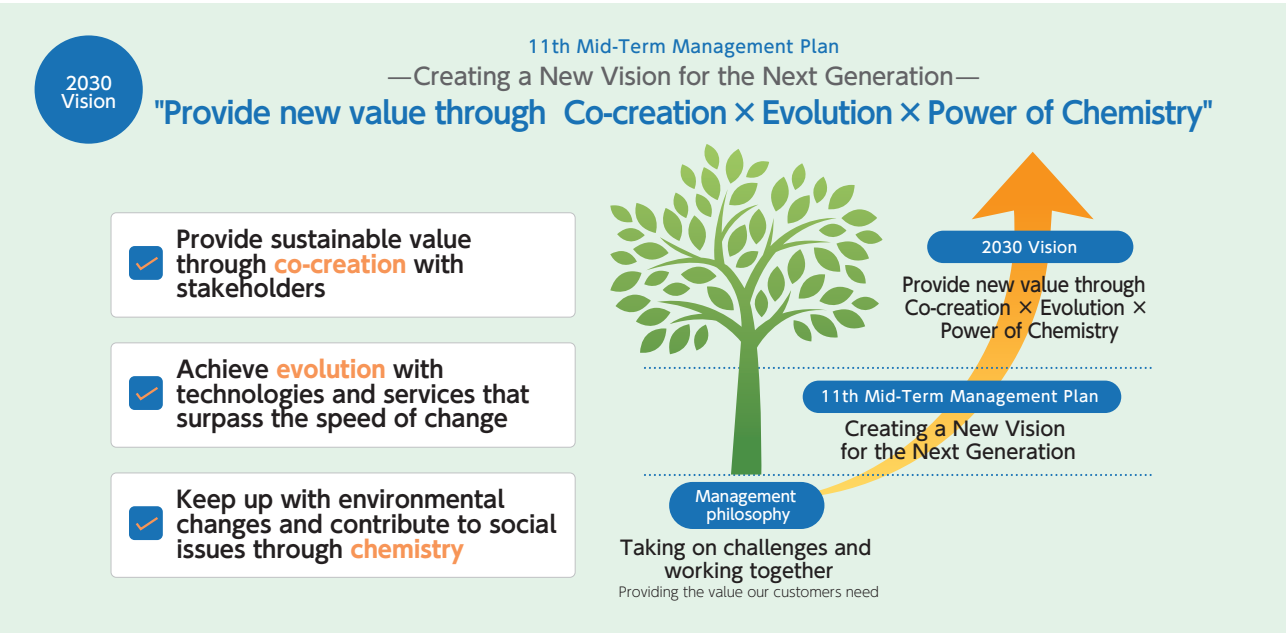 2030
Vision
11th Mid-Term Management Plan
—Creating a New Vision for the Next Generation—
"Provide new value through Co-creation × Evolution × Power of Chemistry"
Provide sustainable value
through co-creation with
stakeholders
Achieve evolution with
technologies and services that
surpass the speed of change
Keep up with environmental
changes and contribute to social
issues through chemistry
2030 Vision
Provide new value through
Co-creation × Evolution ×
Power of Chemistry
11th Mid-Term Management Plan
Creating a New Vision
for the Next Generation
Management
philosophy
Taking on challenges and
working together
Providing the value our customers need